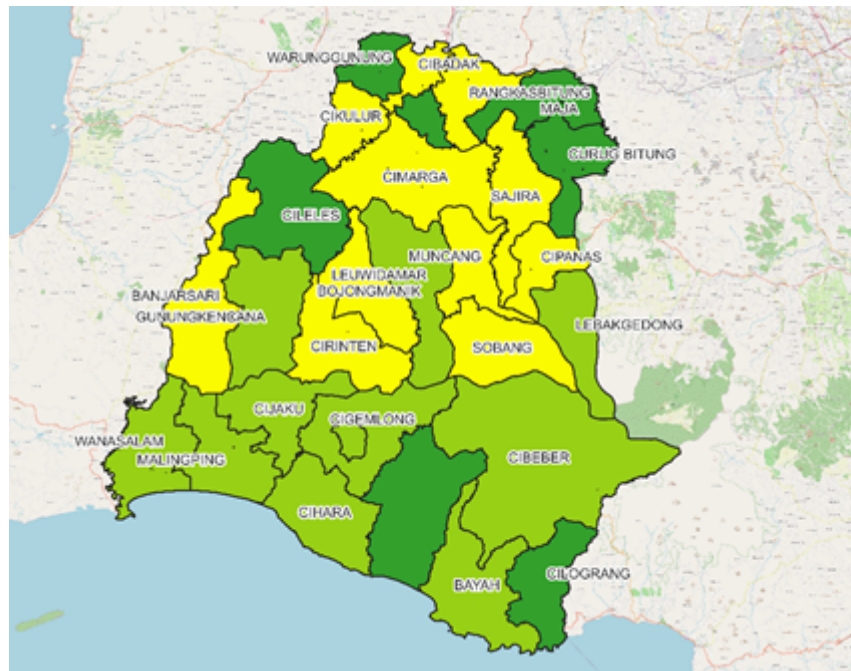 WARUNGGUNUNG
CIBADAK
RANGKASBITUNG
MAJA
CIKULUR
CURUG BITUNG
CIMARGA
SAJIRA
CILELES
MUNCANG
CIPANAS
LEUWIDAMAR
BOJONGMANIK
BANJARSARI
GUNUNGKENCANA
LEBAKGEDONG
CIRINTEN
SOBANG
CIJAKU
CIGEMLONG
WANASALAM
MALINGPING
CIBEBER
CIHARA
BAYAH
CILOGRANG